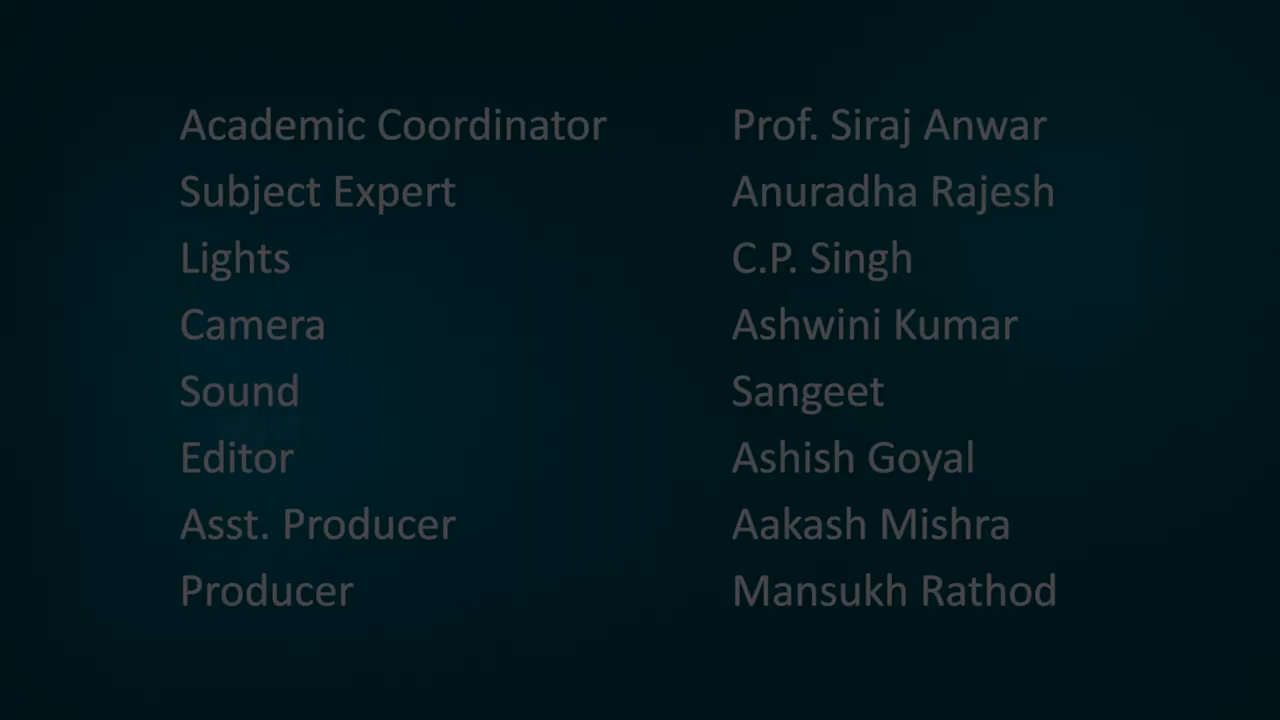 Academic Coordinator Prof. Siraj Anwar
Subject Expert Anuradha Rajesh
Lights C.P. Singh
Camera Ashwini Kumar
Sound Sangeet
Editor Ashish Goyal
Asst. Producer Aakash Mishra
Producer Mansukh Rathod